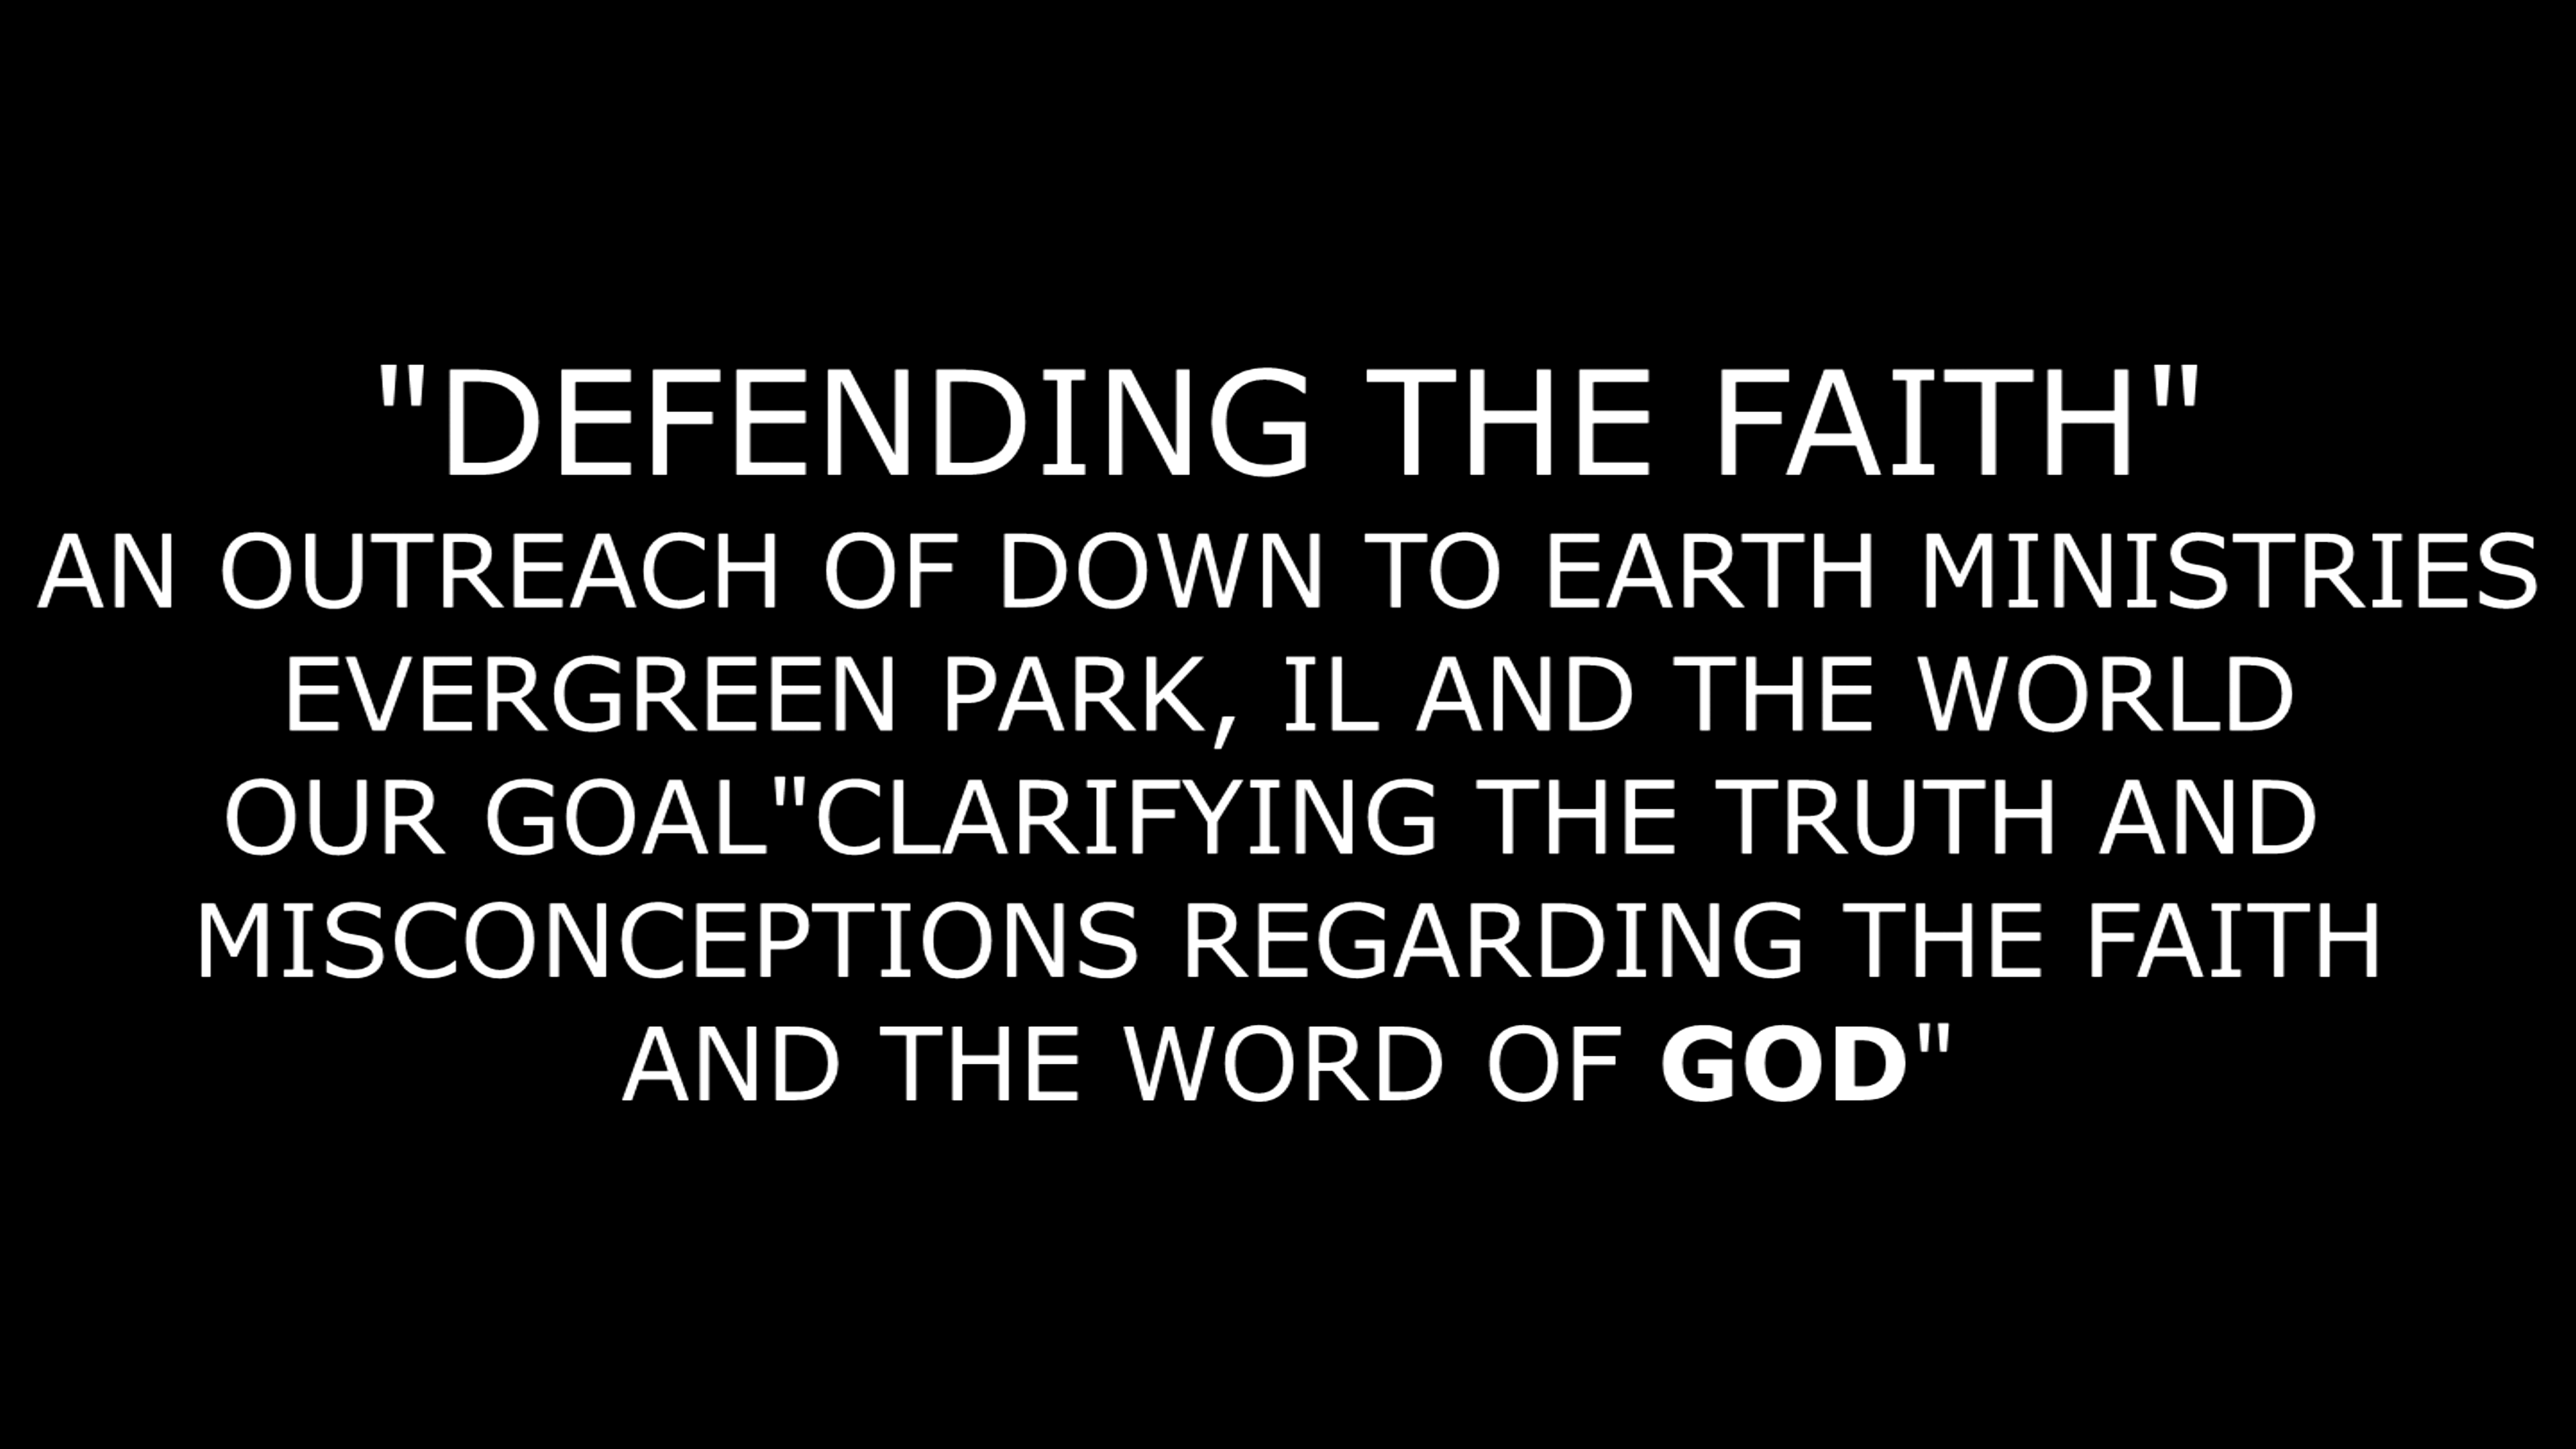 "DEFENDING THE FAITH"
AN OUTREACH OF DOWN TO EARTH MINISTRIES
EVERGREEN PARK, IL AND THE WORLD
OUR GOAL"CLARIFYING THE TRUTH AND
MISCONCEPTIONS REGARDING THE FAITH
AND THE WORD OF GOD"